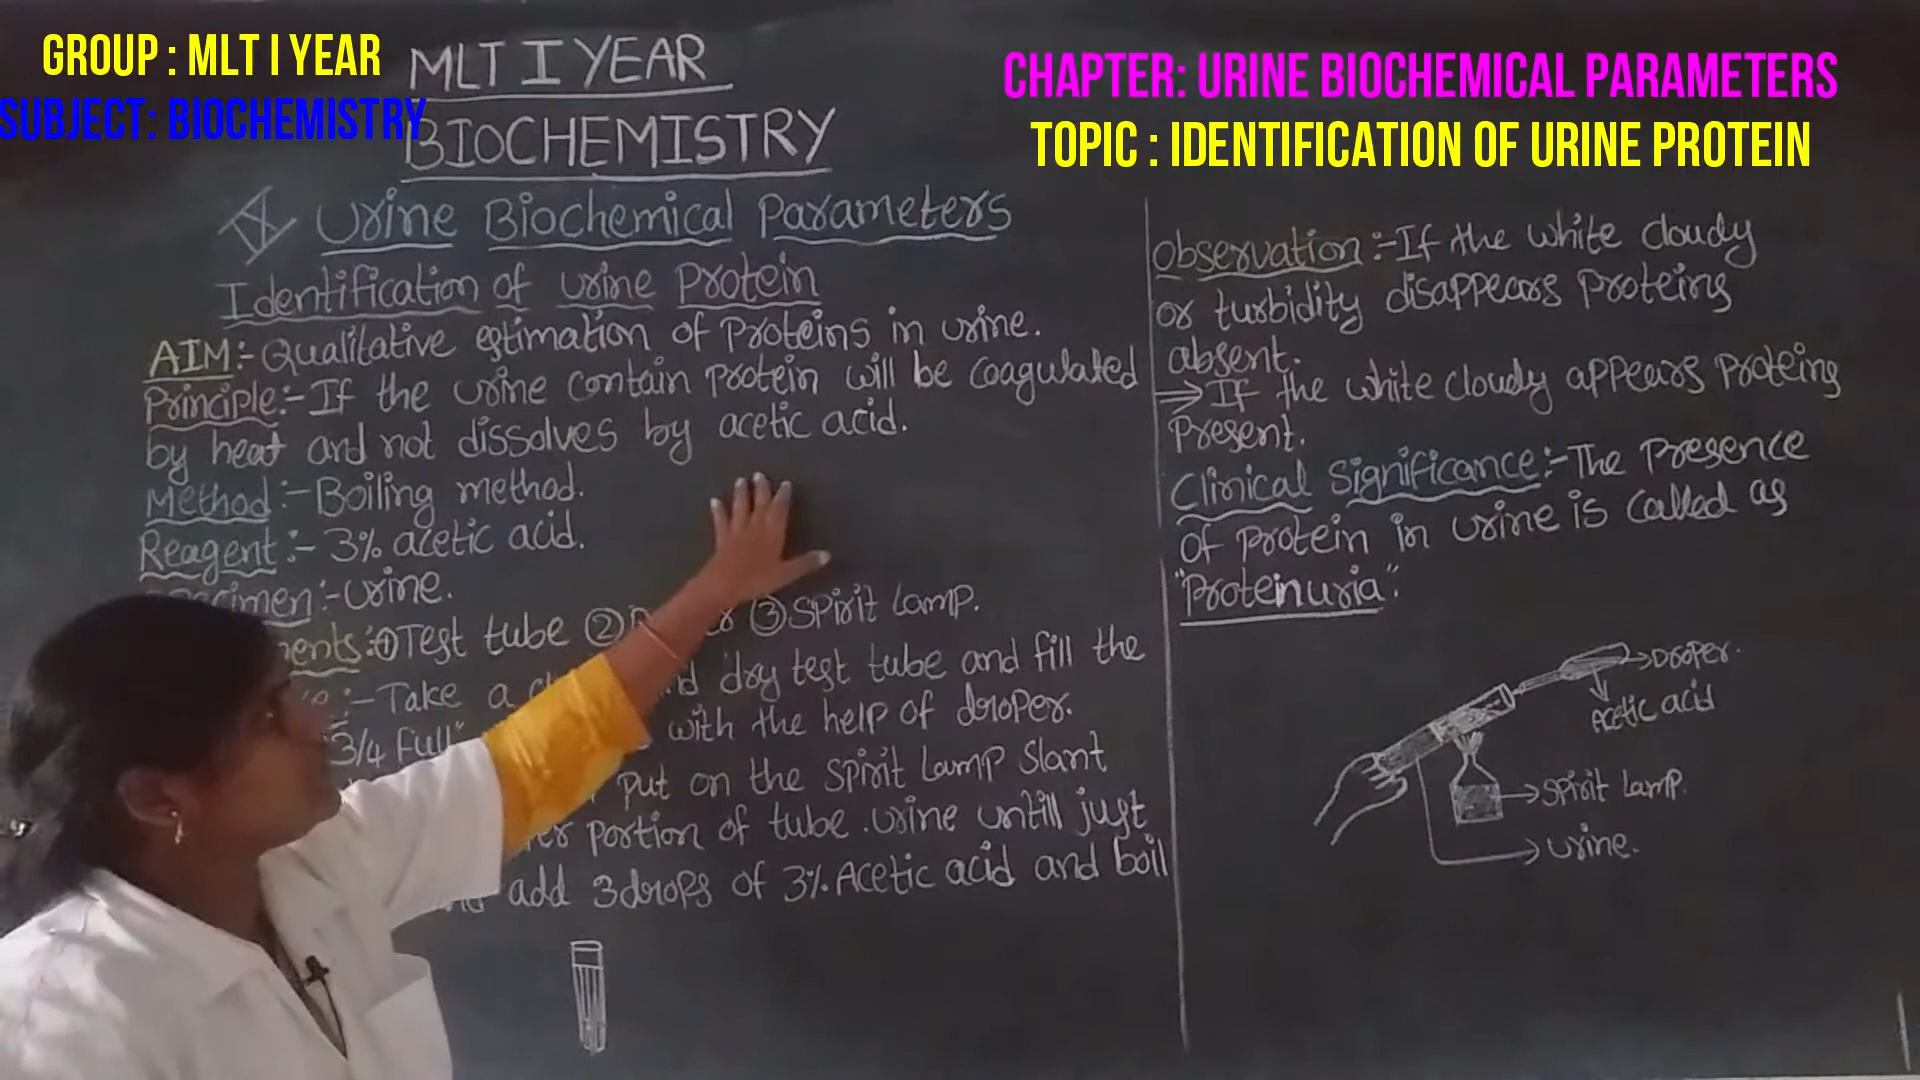 GROUP : MLT I YEAR
SUBJECT: BIOCHEMISTRY
CHAPTER: URINE BIOCHEMICAL PARAMETERS
TOPIC : IDENTIFICATION OF URINE PROTEIN
MLT I YEAR
BIOCHEMISTRY
Urine Biochemical Parameters
Identification of urine Protein
AIM:- Qualitative estimation of Proteins in urine.
Principle:- If the urine contain protein will be coagulated
by heat and not dissolves by acetic acid.
Method:- Boiling method.
Reagent:- 3% acetic acid.
:-urine.
① Test tube ② ③ Spirit lamp.
:-Take a dry test tube and fill the
3/4 full" with the help of droper.
put on the spirit lamp slant
portion of tube. urine untill just
add 3drops of 3% Acetic acid and boil
Observation:- If the white cloudy
or turbidity disappears proteins
absent.
⇒ If the white cloudy appears proteins
present.
Clinical Significance:- The presence
of protein in urine is called as
"Proteinuria".
→Droper.
Acetic acid
→Spirit lamp.
→urine.